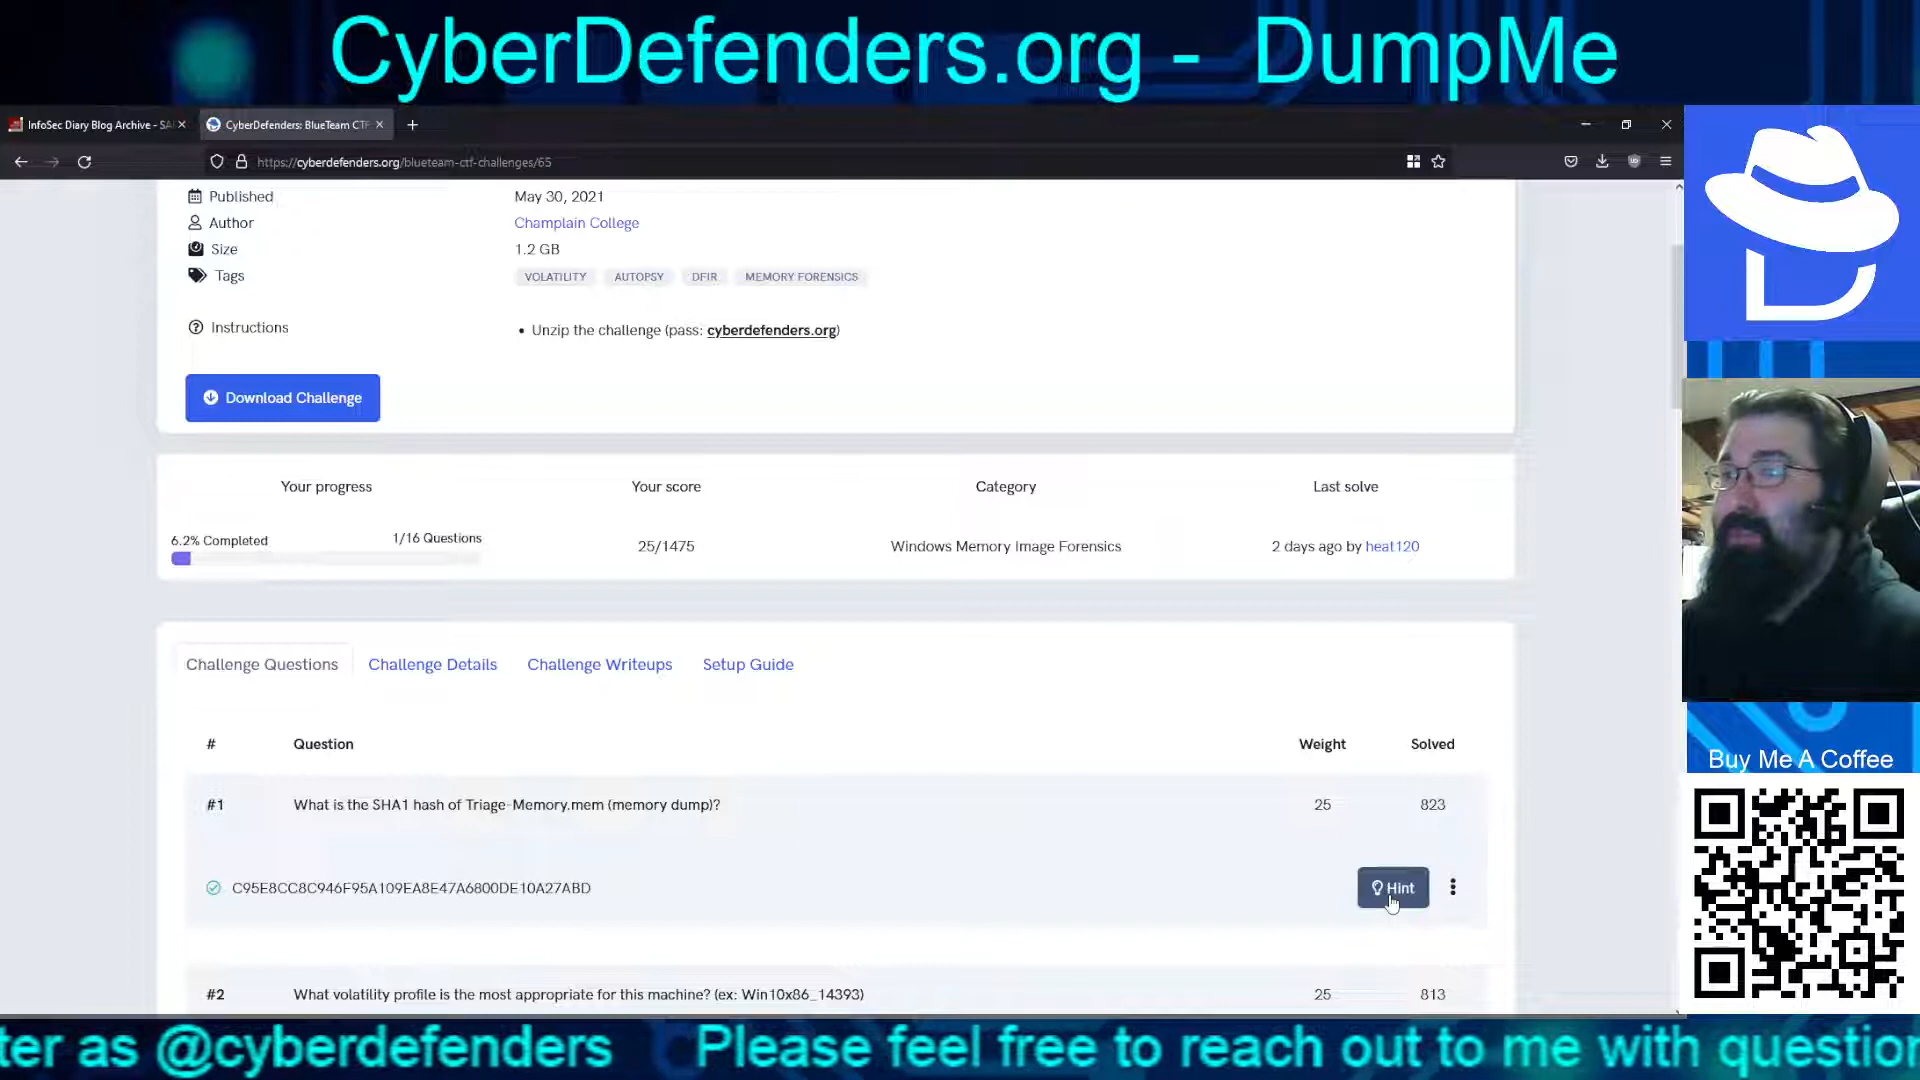 CyberDefenders.org - DumpMe
InfoSec Diary Blog Archive - SA
CyberDefenders: BlueTeam CTF
https://cyberdefenders.org/blueteam-ctf-challenges/65
Published
May 30, 2021
Author
Champlain College
Size
1.2 GB
Tags
VOLATILITY
AUTOPSY
DFIR
MEMORY FORENSICS
Instructions
• Unzip the challenge (pass: cyberdefenders.org)
Download Challenge
Your progress
Your score
Category
Last solve
6.2% Completed
1/16 Questions
25/1475
Windows Memory Image Forensics
2 days ago by heat120
Challenge Questions
Challenge Details
Challenge Writeups
Setup Guide
# Question Weight Solved
#1 What is the SHA1 hash of Triage-Memory.mem (memory dump)? 25 823
C95E8CC8C946F95A109EA8E47A6800DE10A27ABD
Hint
#2 What volatility profile is the most appropriate for this machine? (ex: Win10x86_14393) 25 813
Buy Me A Coffee
ter as @cyberdefenders Please feel free to reach out to me with question